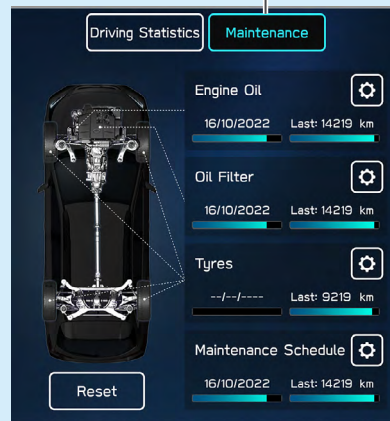 Driving Statistics Maintenance
Engine Oil
16/10/2022 Last: 14219 km
Oil Filter
16/10/2022 Last: 14219 km
Tyres
--/--/---- Last: 9219 km
Maintenance Schedule
16/10/2022 Last: 14219 km
Reset